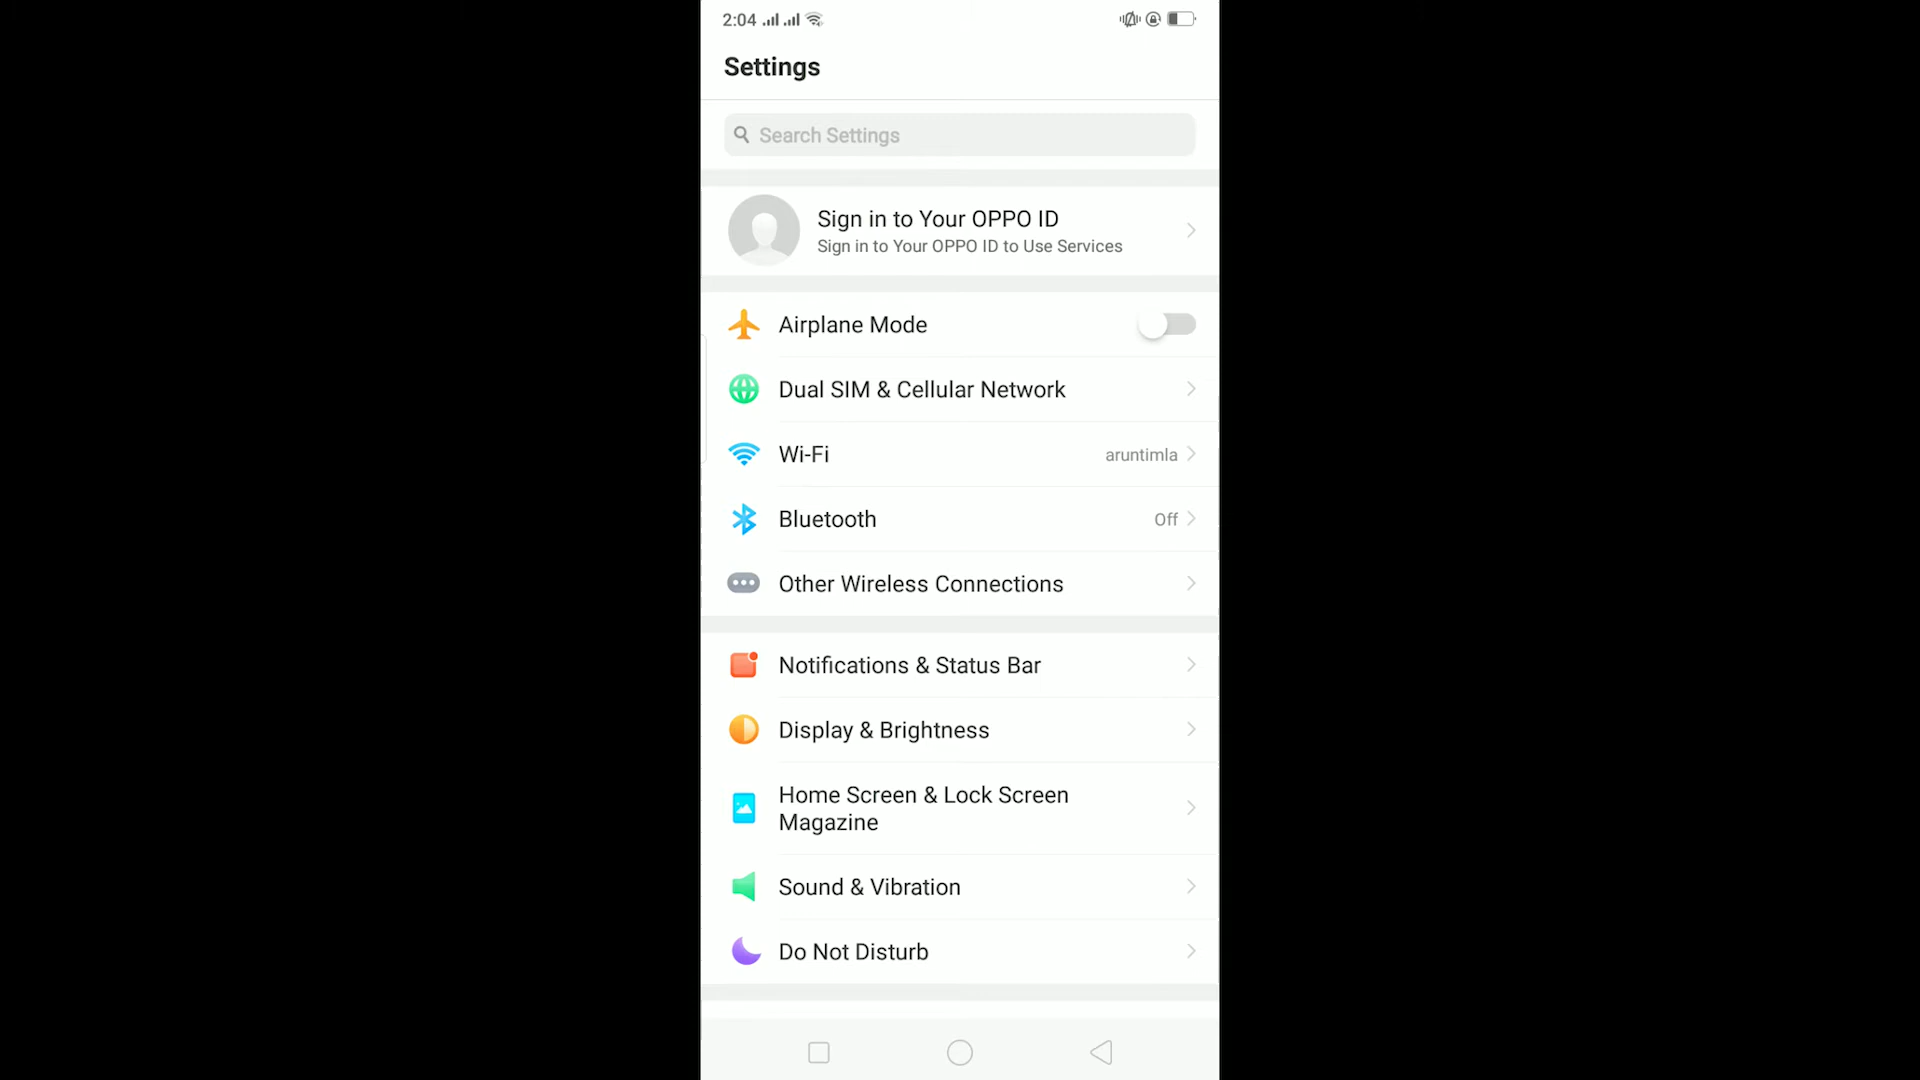 2:04
Settings
Search Settings
Sign in to Your OPPO ID
Sign in to Your OPPO ID to Use Services
Airplane Mode
Dual SIM & Cellular Network
Wi-Fi aruntimla
Bluetooth Off
Other Wireless Connections
Notifications & Status Bar
Display & Brightness
Home Screen & Lock Screen
Magazine
Sound & Vibration
Do Not Disturb